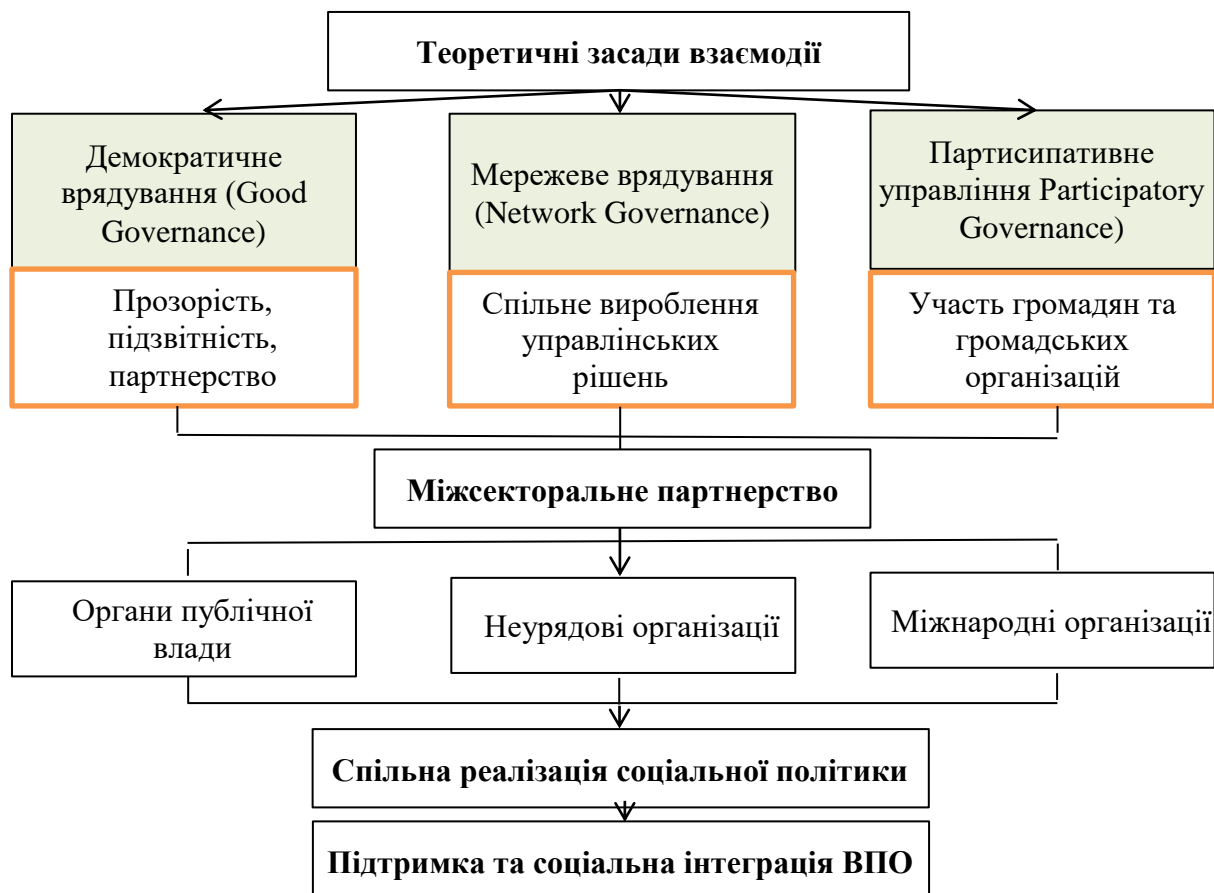 Теоретичні засади взаємодії
Демократичне
врядування (Good
Governance)
Мережеве врядування
(Network Governance)
Партисипативне
управління Participatory
Governance)
Прозорість,
підзвітність,
партнерство
Спільне вироблення
управлінських
рішень
Участь громадян та
громадських
організацій
Міжсекторальне партнерство
Органи публічної
влади
Неурядові організації
Міжнародні організації
Спільна реалізація соціальної політики
Підтримка та соціальна інтеграція ВПО